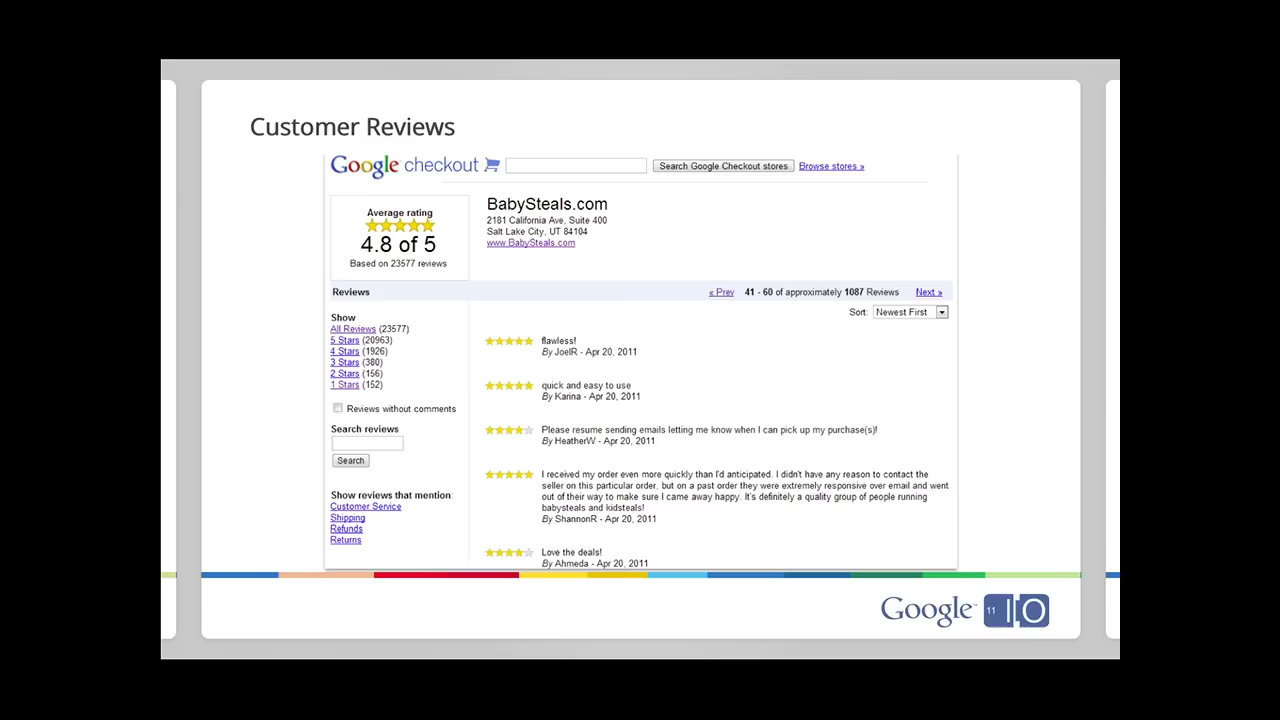 Customer Reviews
Google checkout
Search Google Checkout stores
Browse stores »
Average rating
4.8 of 5
Based on 23577 reviews
BabySteals.com
2181 California Ave, Suite 400
Salt Lake City, UT 84104
www.BabySteals.com
Reviews
« Prev 41 - 60 of approximately 1087 Reviews Next »
Sort: Newest First
Show
All Reviews (23577)
5 Stars (20963)
4 Stars (1926)
3 Stars (380)
2 Stars (156)
1 Stars (152)
Reviews without comments
Search reviews
Search
Show reviews that mention:
Customer Service
Shipping
Refunds
Returns
flawless!
By JoelR - Apr 20, 2011
quick and easy to use
By Karina - Apr 20, 2011
Please resume sending emails letting me know when I can pick up my purchase(s)!
By HeatherW - Apr 20, 2011
I received my order even more quickly than I'd anticipated. I didn't have any reason to contact the
seller on this particular order, but on a past order they were extremely responsive over email and went
out of their way to make sure I came away happy. It's definitely a quality group of people running
babysteals and kidsteals!
By ShannonR - Apr 20, 2011
Love the deals!
By Ahmeda - Apr 20, 2011
Google 11 IO